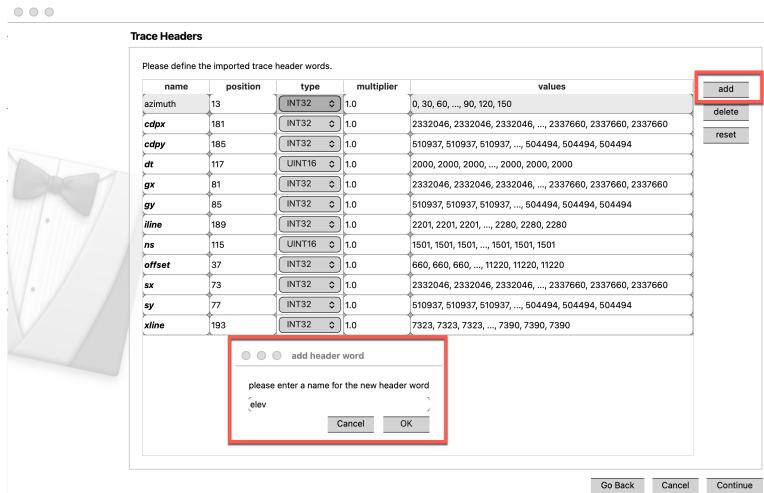 Trace Headers
Please define the imported trace header words.
name position type multiplier values
add
azimuth 13 INT32 1.0 0, 30, 60, ..., 90, 120, 150
delete
cdpx 181 INT32 1.0 2332046, 2332046, 2332046, ..., 2337660, 2337660, 2337660
reset
cdpy 185 INT32 1.0 510937, 510937, 510937, ..., 504494, 504494, 504494
dt 117 UINT16 1.0 2000, 2000, 2000, ..., 2000, 2000, 2000
gx 81 INT32 1.0 2332046, 2332046, 2332046, ..., 2337660, 2337660, 2337660
gy 85 INT32 1.0 510937, 510937, 510937, ..., 504494, 504494, 504494
iline 189 INT32 1.0 2201, 2201, 2201, ..., 2280, 2280, 2280
ns 115 UINT16 1.0 1501, 1501, 1501, ..., 1501, 1501, 1501
offset 37 INT32 1.0 660, 660, 660, ..., 11220, 11220, 11220
sx 73 INT32 1.0 2332046, 2332046, 2332046, ..., 2337660, 2337660, 2337660
sy 77 INT32 1.0 510937, 510937, 510937, ..., 504494, 504494, 504494
xline 193 INT32 1.0 7323, 7323, 7323, ..., 7390, 7390, 7390
add header word
please enter a name for the new header word
elev
Cancel OK
Go Back Cancel Continue